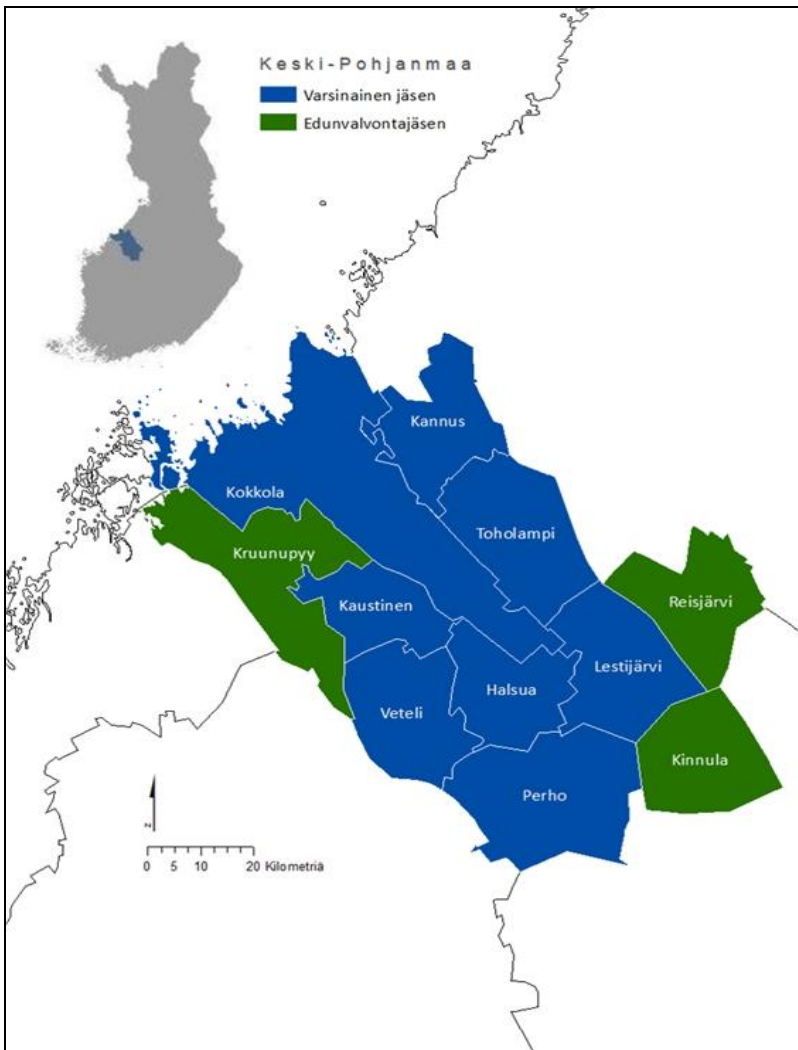 Keski-Pohjanmaa
Varsinainen jäsen
Edunvalvontajäsen
Kannus
Kokkola
Toholampi
Kruunupyy
Reisjärvi
Kaustinen
Lestijärvi
Halsua
Veteli
Kinnula
Perho
N
0 5 10 20 Kilometriä